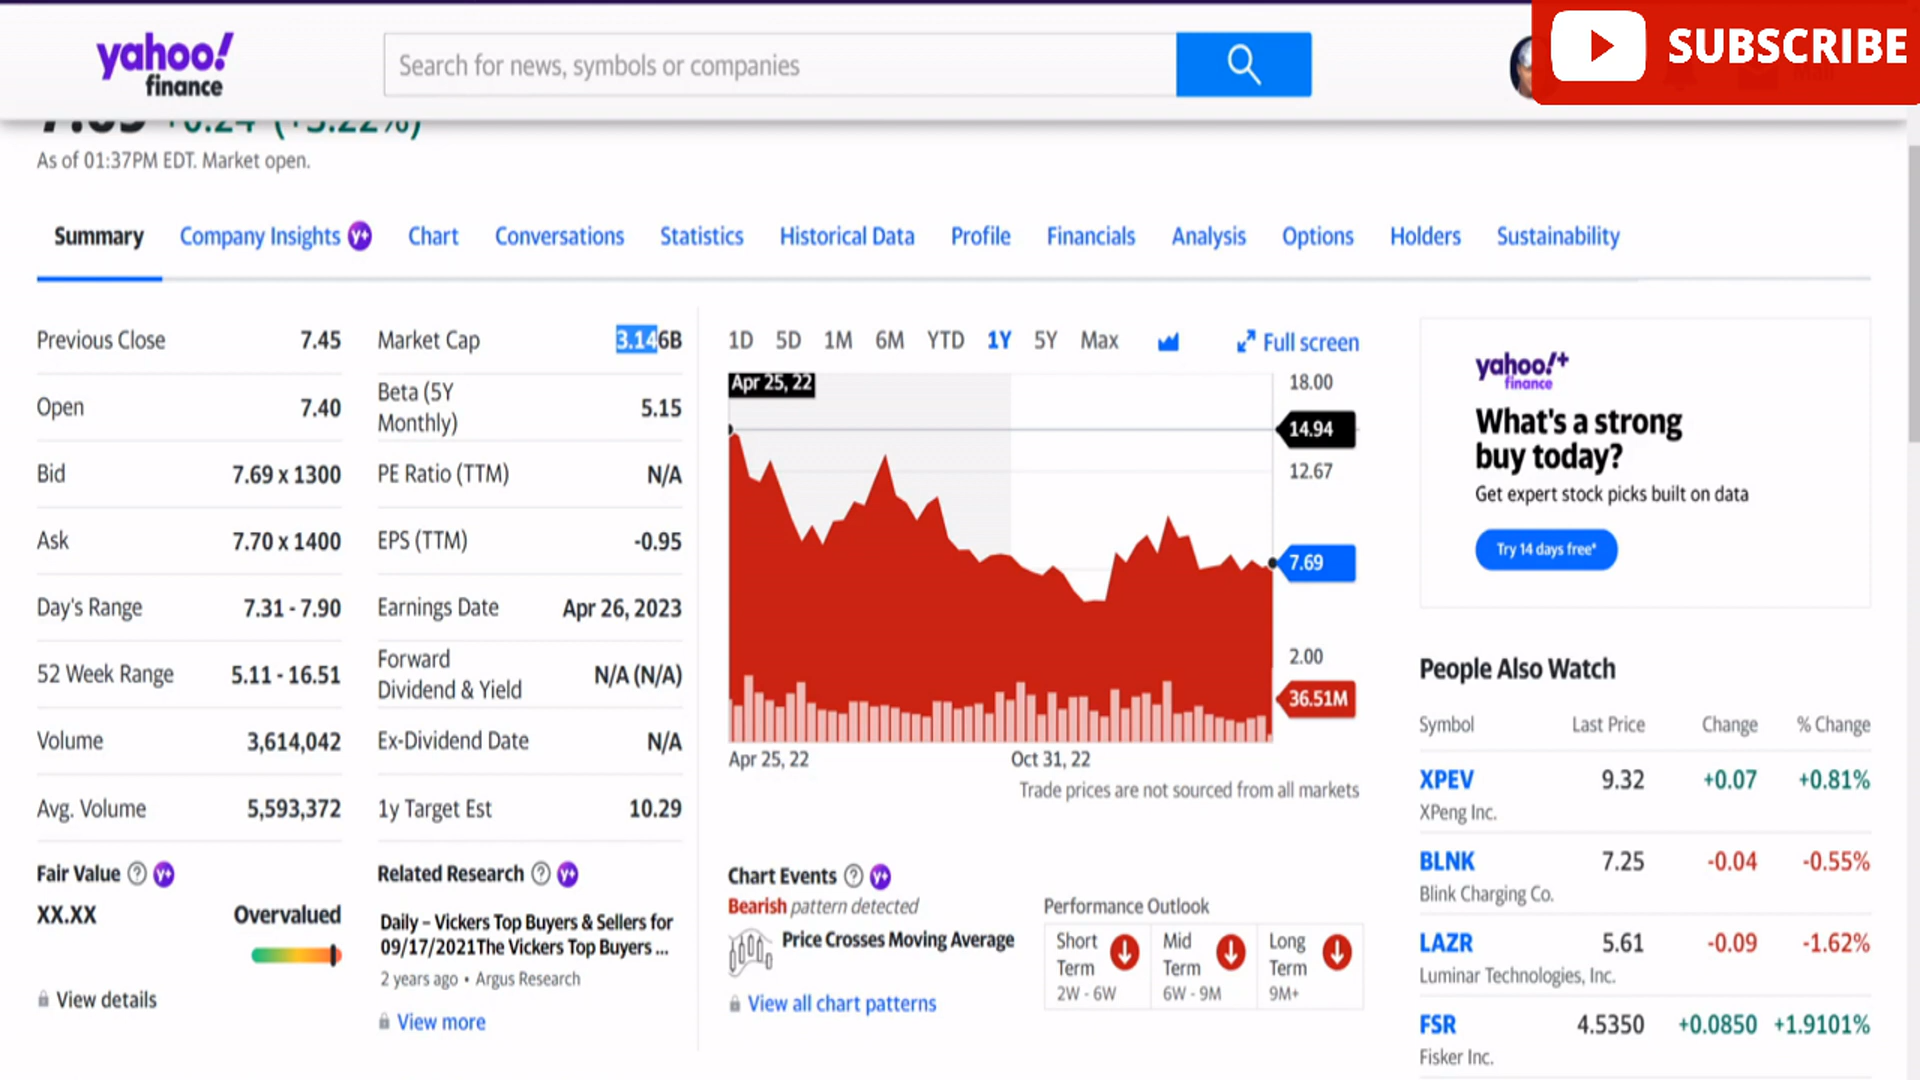 yahoo!
finance
Search for news, symbols or companies
SUBSCRIBE
+0.24 (+3.22%)
As of 01:37PM EDT. Market open.
Summary
Company Insights
Y+
Chart
Conversations
Statistics
Historical Data
Profile
Financials
Analysis
Options
Holders
Sustainability
Previous Close 7.45
Open 7.40
Bid 7.69 x 1300
Ask 7.70 x 1400
Day's Range 7.31 - 7.90
52 Week Range 5.11 - 16.51
Volume 3,614,042
Avg. Volume 5,593,372
Market Cap 3.146B
Beta (5Y
Monthly) 5.15
PE Ratio (TTM) N/A
EPS (TTM) -0.95
Earnings Date Apr 26, 2023
Forward
Dividend & Yield N/A (N/A)
Ex-Dividend Date N/A
1y Target Est 10.29
Fair Value ? Y+
XX.XX Overvalued
View details
Related Research ? Y+
Daily – Vickers Top Buyers & Sellers for
09/17/2021The Vickers Top Buyers ...
2 years ago • Argus Research
View more
1D 5D 1M 6M YTD 1Y 5Y Max
Full screen
Apr 25, 22
18.00
14.94
12.67
7.69
2.00
36.51M
Apr 25, 22 Oct 31, 22
Trade prices are not sourced from all markets
Chart Events ? Y+
Bearish pattern detected
Price Crosses Moving Average
View all chart patterns
Performance Outlook
Short
Term
2W - 6W
Mid
Term
6W - 9M
Long
Term
9M+
yahoo!+
finance
What's a strong
buy today?
Get expert stock picks built on data
Try 14 days free*
People Also Watch
Symbol Last Price Change % Change
XPEV 9.32 +0.07 +0.81%
XPeng Inc.
BLNK 7.25 -0.04 -0.55%
Blink Charging Co.
LAZR 5.61 -0.09 -1.62%
Luminar Technologies, Inc.
FSR 4.5350 +0.0850 +1.9101%
Fisker Inc.